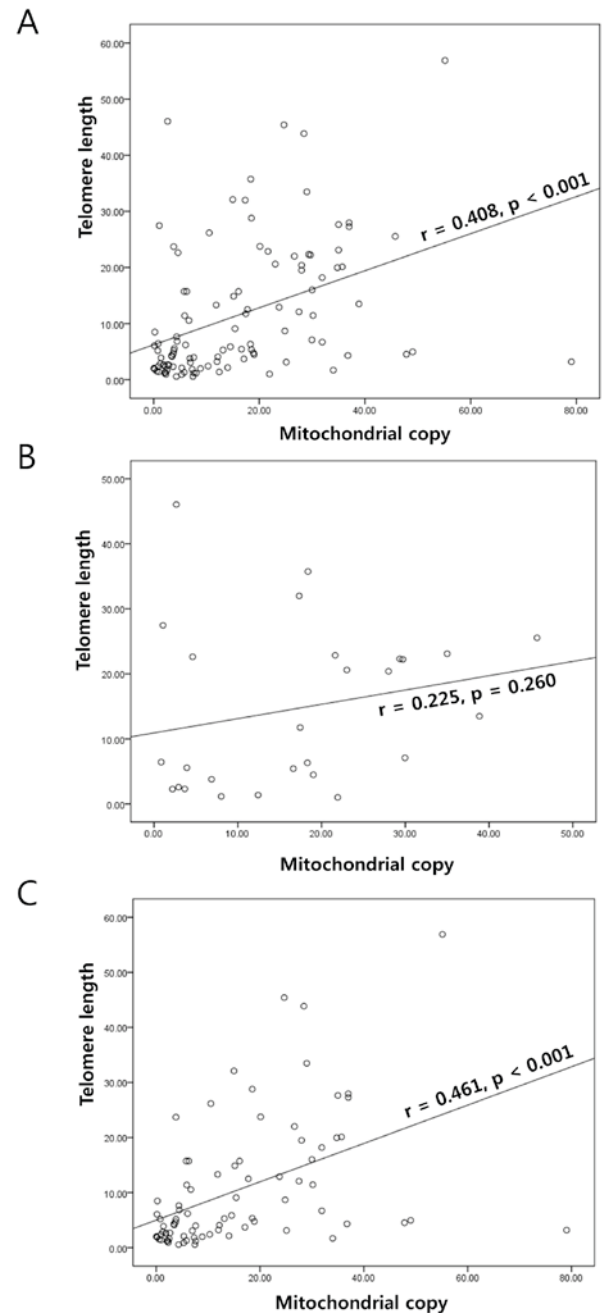 A
60.00
50.00
40.00
30.00
20.00
10.00
0.00
Telomere length
r = 0.408, p < 0.001
0.00 20.00 40.00 60.00 80.00
Mitochondrial copy
B
50.00
40.00
30.00
20.00
10.00
0.00
Telomere length
r = 0.225, p = 0.260
0.00 10.00 20.00 30.00 40.00 50.00
Mitochondrial copy
C
60.00
50.00
40.00
30.00
20.00
10.00
0.00
Telomere length
r = 0.461, p < 0.001
0.00 20.00 40.00 60.00 80.00
Mitochondrial copy